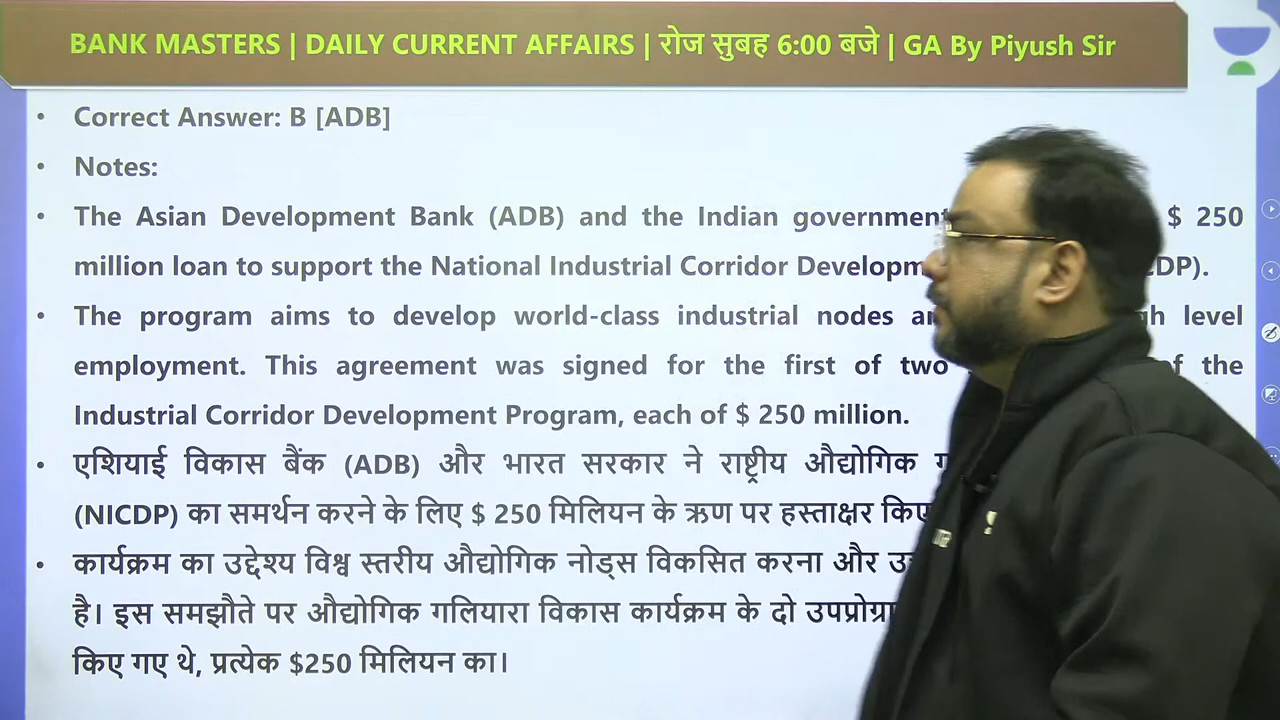 BANK MASTERS | DAILY CURRENT AFFAIRS | रोज सुबह 6:00 बजे | GA By Piyush Sir
• Correct Answer: B [ADB]
• Notes:
• The Asian Development Bank (ADB) and the Indian government $ 250
million loan to support the National Industrial Corridor
• The program aims to develop world-class industrial nodes level
employment. This agreement was signed for the first of two the
Industrial Corridor Development Program, each of $ 250 million.
• एशियाई विकास बैंक (ADB) और भारत सरकार ने राष्ट्रीय औद्योगिक
(NICDP) का समर्थन करने के लिए $ 250 मिलियन के ऋण पर हस्ताक्षर
• कार्यक्रम का उद्देश्य विश्व स्तरीय औद्योगिक नोड्स विकसित करना और
है। इस समझौते पर औद्योगिक गलियारा विकास कार्यक्रम के दो
किए गए थे, प्रत्येक $250 मिलियन का।